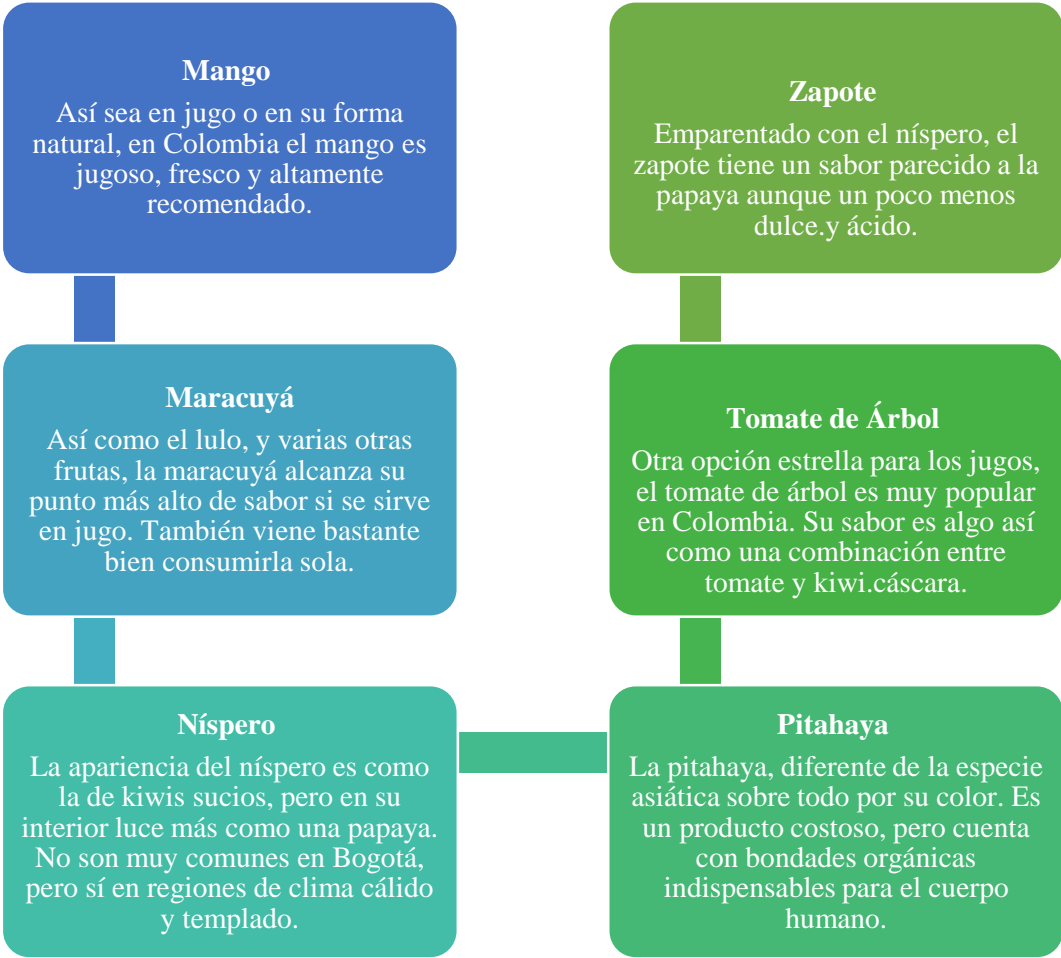 Mango
Así sea en jugo o en su forma
natural, en Colombia el mango es
jugoso, fresco y altamente
recomendado.
Maracuyá
Así como el lulo, y varias otras
frutas, la maracuyá alcanza su
punto más alto de sabor si se sirve
en jugo. También viene bastante
bien consumirla sola.
Níspero
La apariencia del níspero es como
la de kiwis sucios, pero en su
interior luce más como una papaya.
No son muy comunes en Bogotá,
pero sí en regiones de clima cálido
y templado.
Pitahaya
La pitahaya, diferente de la especie
asiática sobre todo por su color. Es
un producto costoso, pero cuenta
con bondades orgánicas
indispensables para el cuerpo
humano.
Tomate de Árbol
Otra opción estrella para los jugos,
el tomate de árbol es muy popular
en Colombia. Su sabor es algo así
como una combinación entre
tomate y kiwi.cáscara.
Zapote
Emparentado con el níspero, el
zapote tiene un sabor parecido a la
papaya aunque un poco menos
dulce.y ácido.